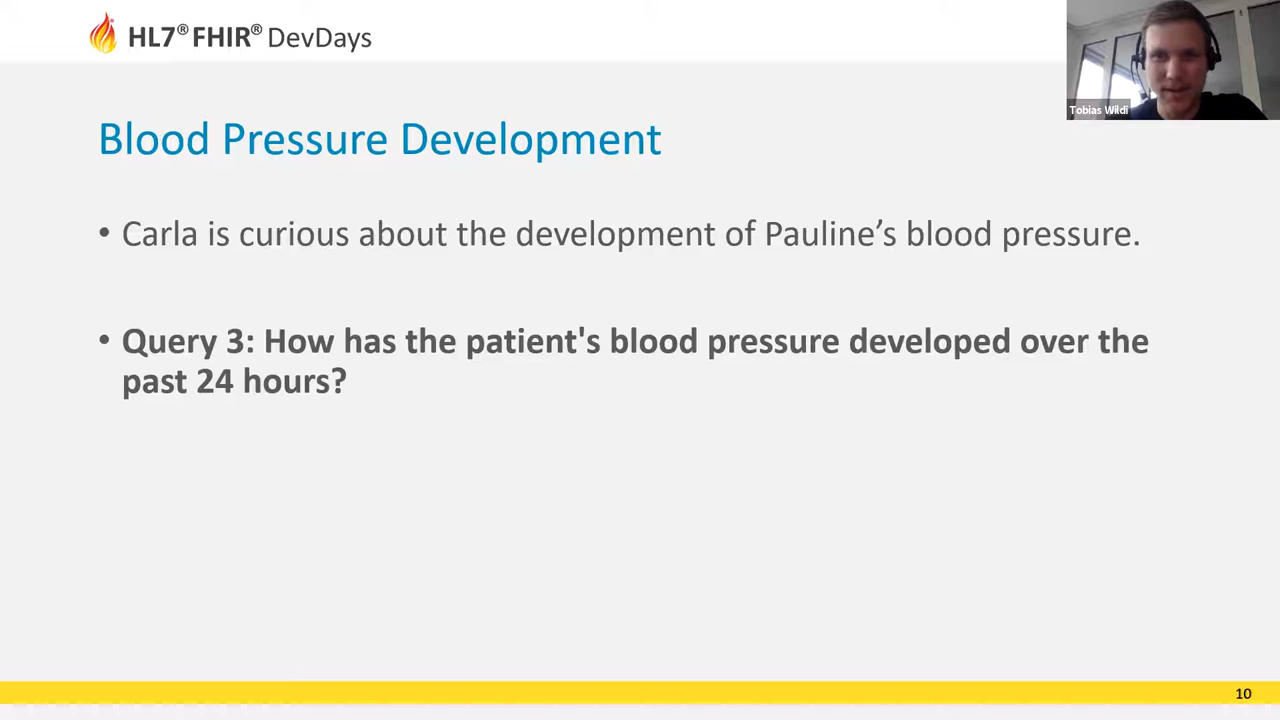 HL7® FHIR® DevDays
Tobias Wildi
Blood Pressure Development
• Carla is curious about the development of Pauline’s blood pressure.
• Query 3: How has the patient's blood pressure developed over the
past 24 hours?
10